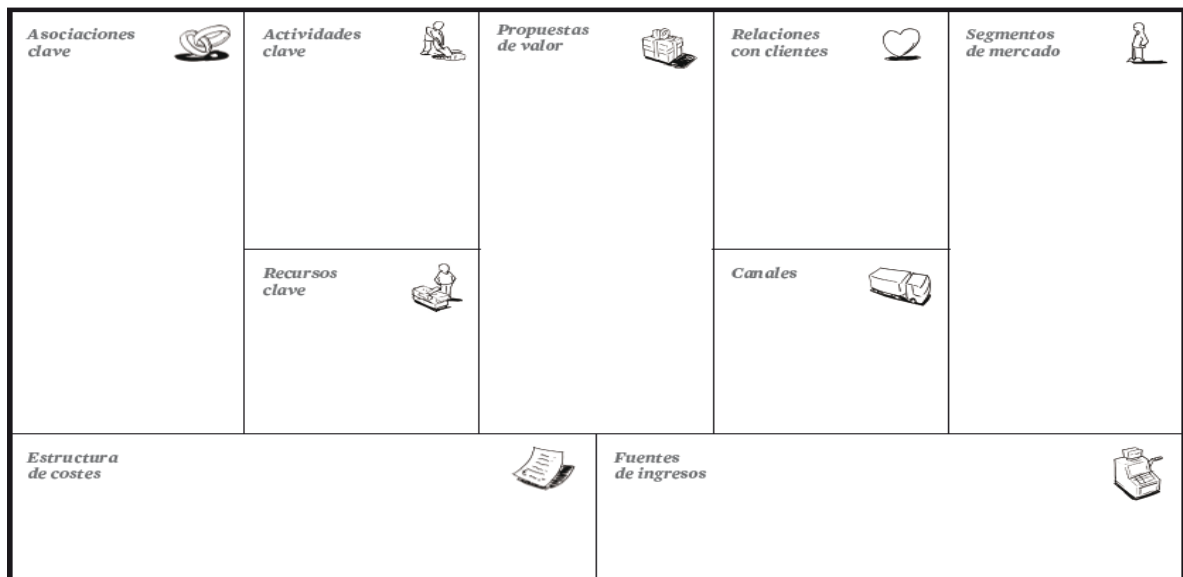 Asociaciones
clave
Actividades
clave
Propuestas
de valor
Relaciones
con clientes
Segmentos
de mercado
Recursos
clave
Canales
Estructura
de costes
Fuentes
de ingresos